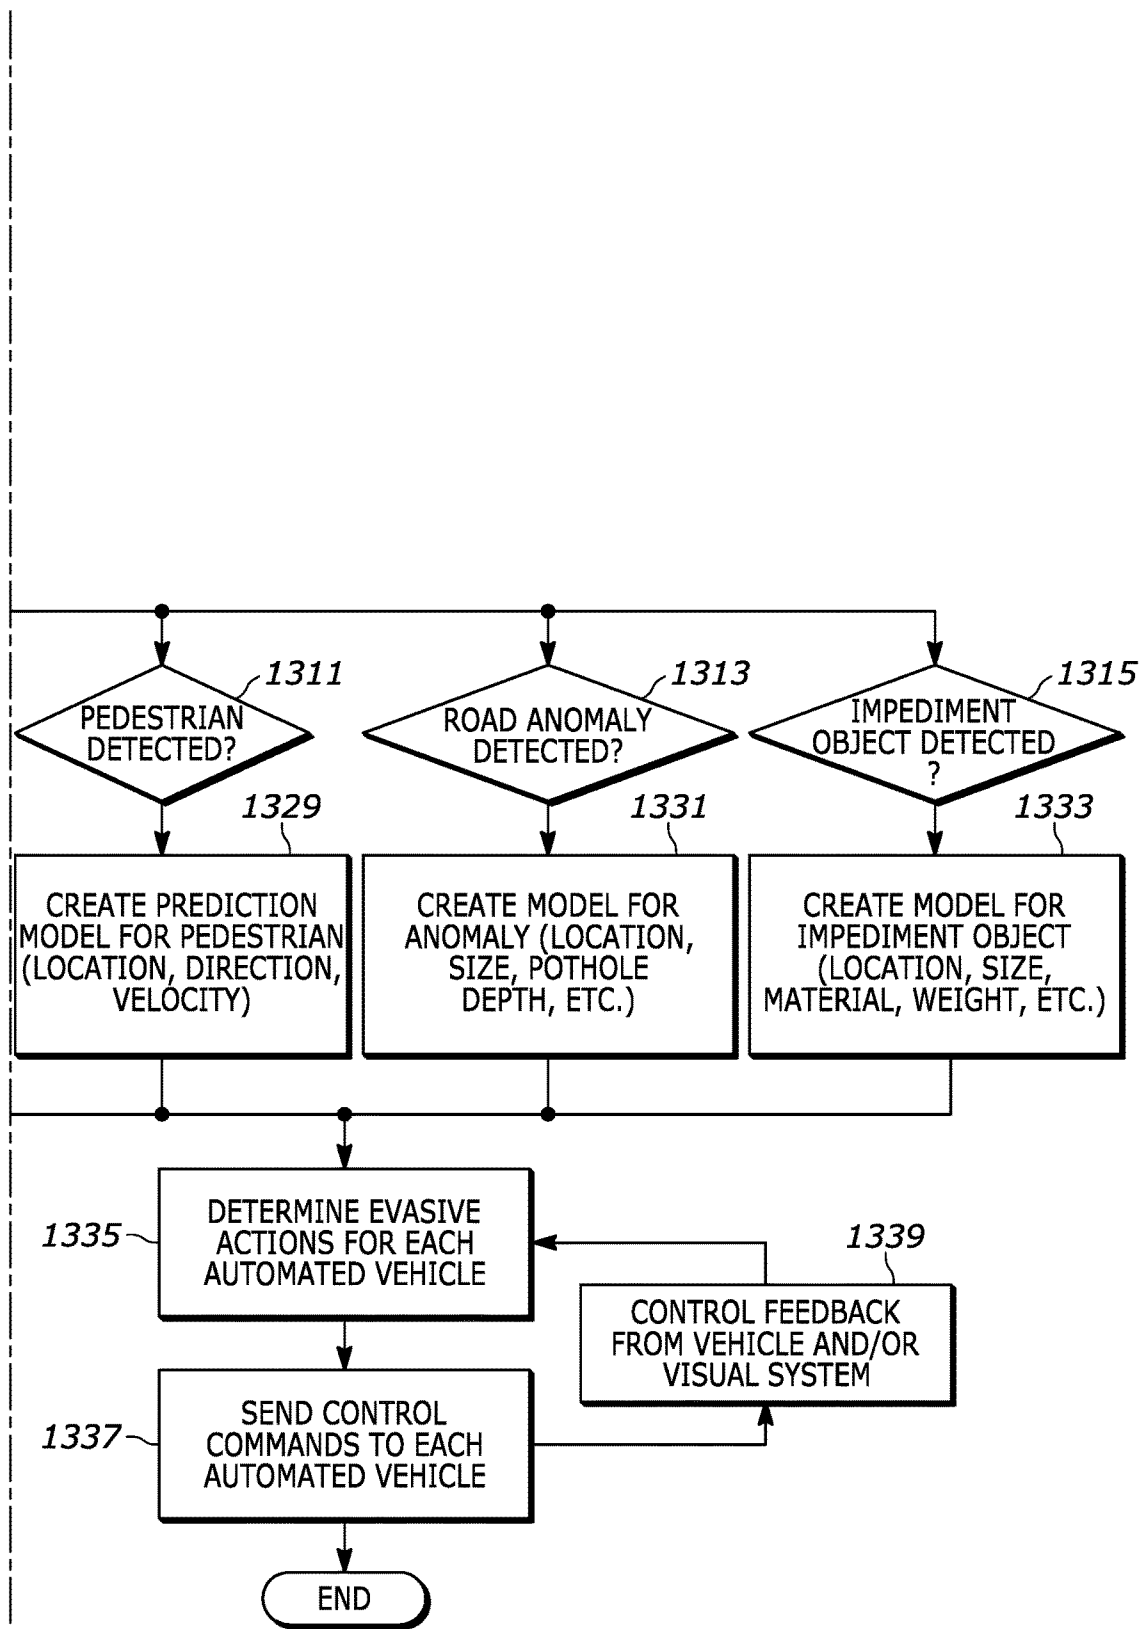 1311
PEDESTRIAN
DETECTED?
1313
ROAD ANOMALY
DETECTED?
1315
IMPEDIMENT
OBJECT DETECTED
?
1329
CREATE PREDICTION
MODEL FOR PEDESTRIAN
(LOCATION, DIRECTION,
VELOCITY)
1331
CREATE MODEL FOR
ANOMALY (LOCATION,
SIZE, POTHOLE
DEPTH, ETC.)
1333
CREATE MODEL FOR
IMPEDIMENT OBJECT
(LOCATION, SIZE,
MATERIAL, WEIGHT, ETC.)
1335
DETERMINE EVASIVE
ACTIONS FOR EACH
AUTOMATED VEHICLE
1339
CONTROL FEEDBACK
FROM VEHICLE AND/OR
VISUAL SYSTEM
1337
SEND CONTROL
COMMANDS TO EACH
AUTOMATED VEHICLE
END